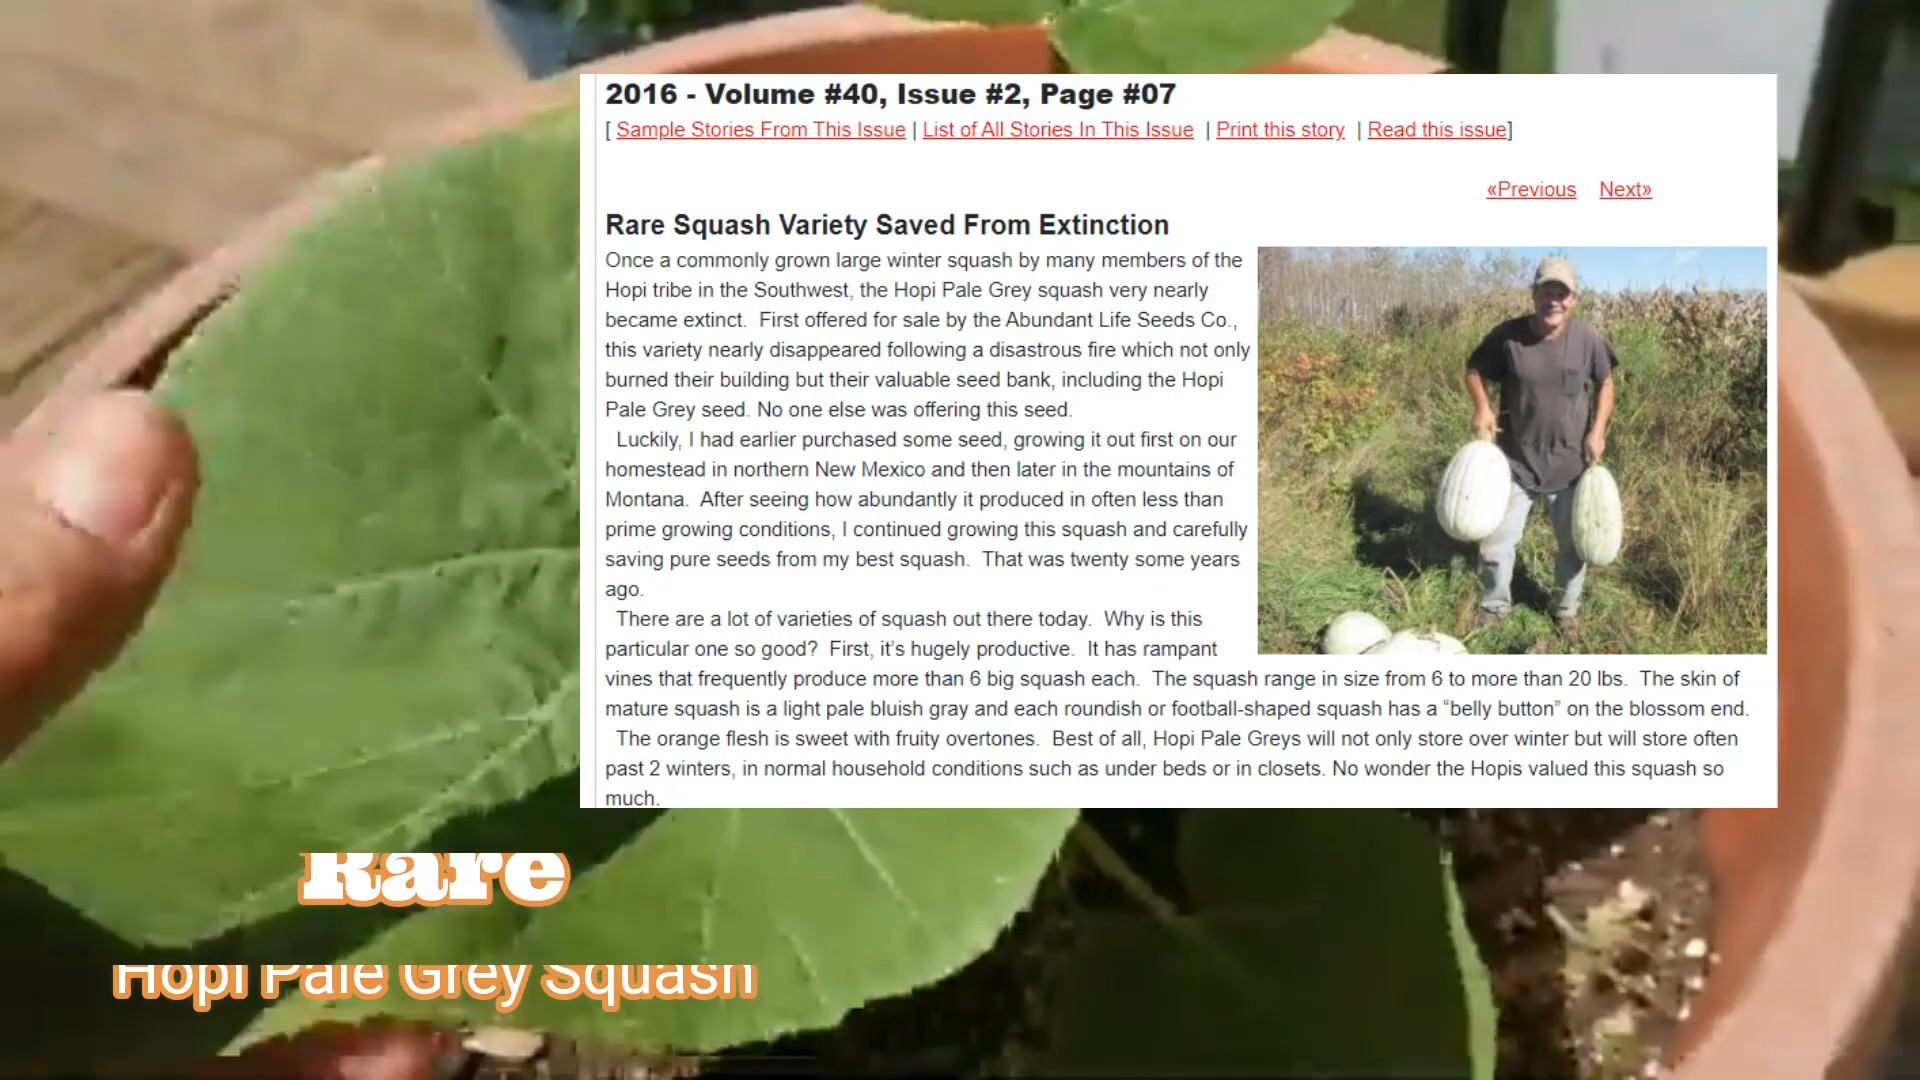 2016 - Volume #40, Issue #2, Page #07
[ Sample Stories From This Issue | List of All Stories In This Issue | Print this story | Read this issue]
«Previous Next»
Rare Squash Variety Saved From Extinction
Once a commonly grown large winter squash by many members of the
Hopi tribe in the Southwest, the Hopi Pale Grey squash very nearly
became extinct. First offered for sale by the Abundant Life Seeds Co.,
this variety nearly disappeared following a disastrous fire which not only
burned their building but their valuable seed bank, including the Hopi
Pale Grey seed. No one else was offering this seed.
Luckily, I had earlier purchased some seed, growing it out first on our
homestead in northern New Mexico and then later in the mountains of
Montana. After seeing how abundantly it produced in often less than
prime growing conditions, I continued growing this squash and carefully
saving pure seeds from my best squash. That was twenty some years
ago.
There are a lot of varieties of squash out there today. Why is this
particular one so good? First, it's hugely productive. It has rampant
vines that frequently produce more than 6 big squash each. The squash range in size from 6 to more than 20 lbs. The skin of
mature squash is a light pale bluish gray and each roundish or football-shaped squash has a “belly button” on the blossom end.
The orange flesh is sweet with fruity overtones. Best of all, Hopi Pale Greys will not only store over winter but will store often
past 2 winters, in normal household conditions such as under beds or in closets. No wonder the Hopis valued this squash so
much.
Rare
Hopi Pale Grey Squash